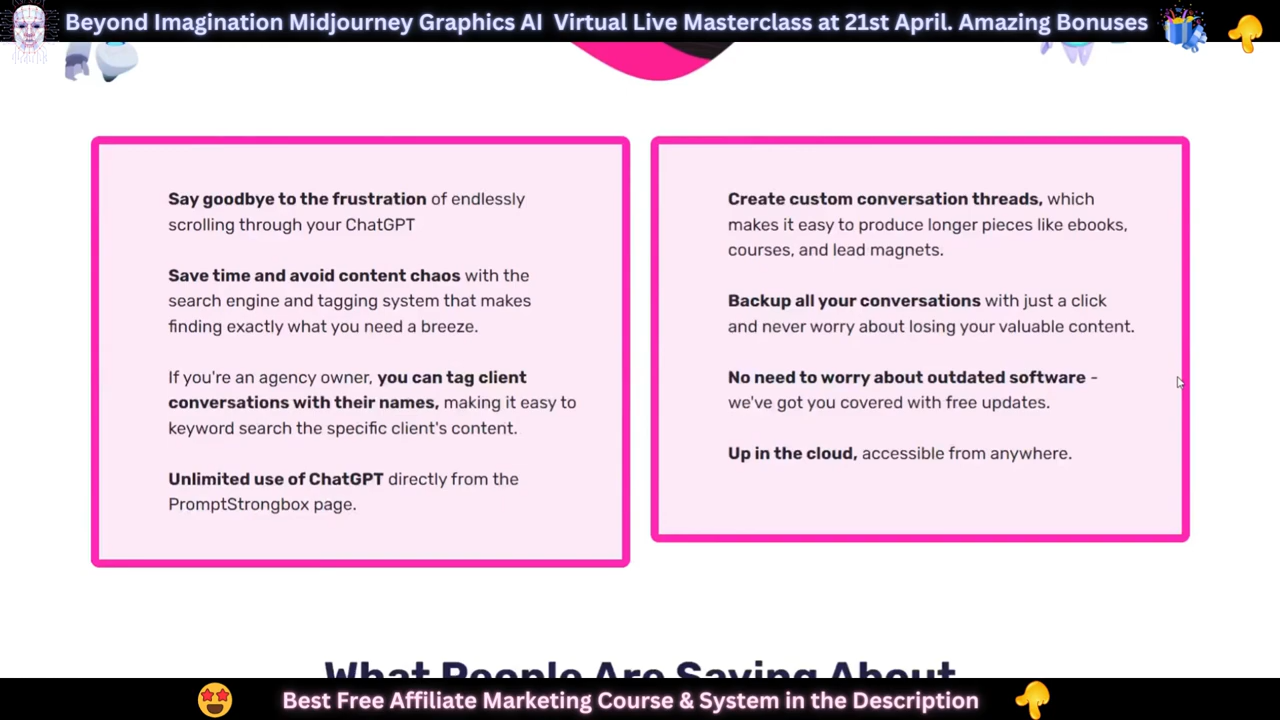 Beyond Imagination Midjourney Graphics AI Virtual Live Masterclass at 21st April. Amazing Bonuses
Say goodbye to the frustration of endlessly
scrolling through your ChatGPT
Save time and avoid content chaos with the
search engine and tagging system that makes
finding exactly what you need a breeze.
If you're an agency owner, you can tag client
conversations with their names, making it easy to
keyword search the specific client's content.
Unlimited use of ChatGPT directly from the
PromptStrongbox page.
Create custom conversation threads, which
makes it easy to produce longer pieces like ebooks,
courses, and lead magnets.
Backup all your conversations with just a click
and never worry about losing your valuable content.
No need to worry about outdated software -
we've got you covered with free updates.
Up in the cloud, accessible from anywhere.
What People Are Saying About
Best Free Affiliate Marketing Course & System in the Description